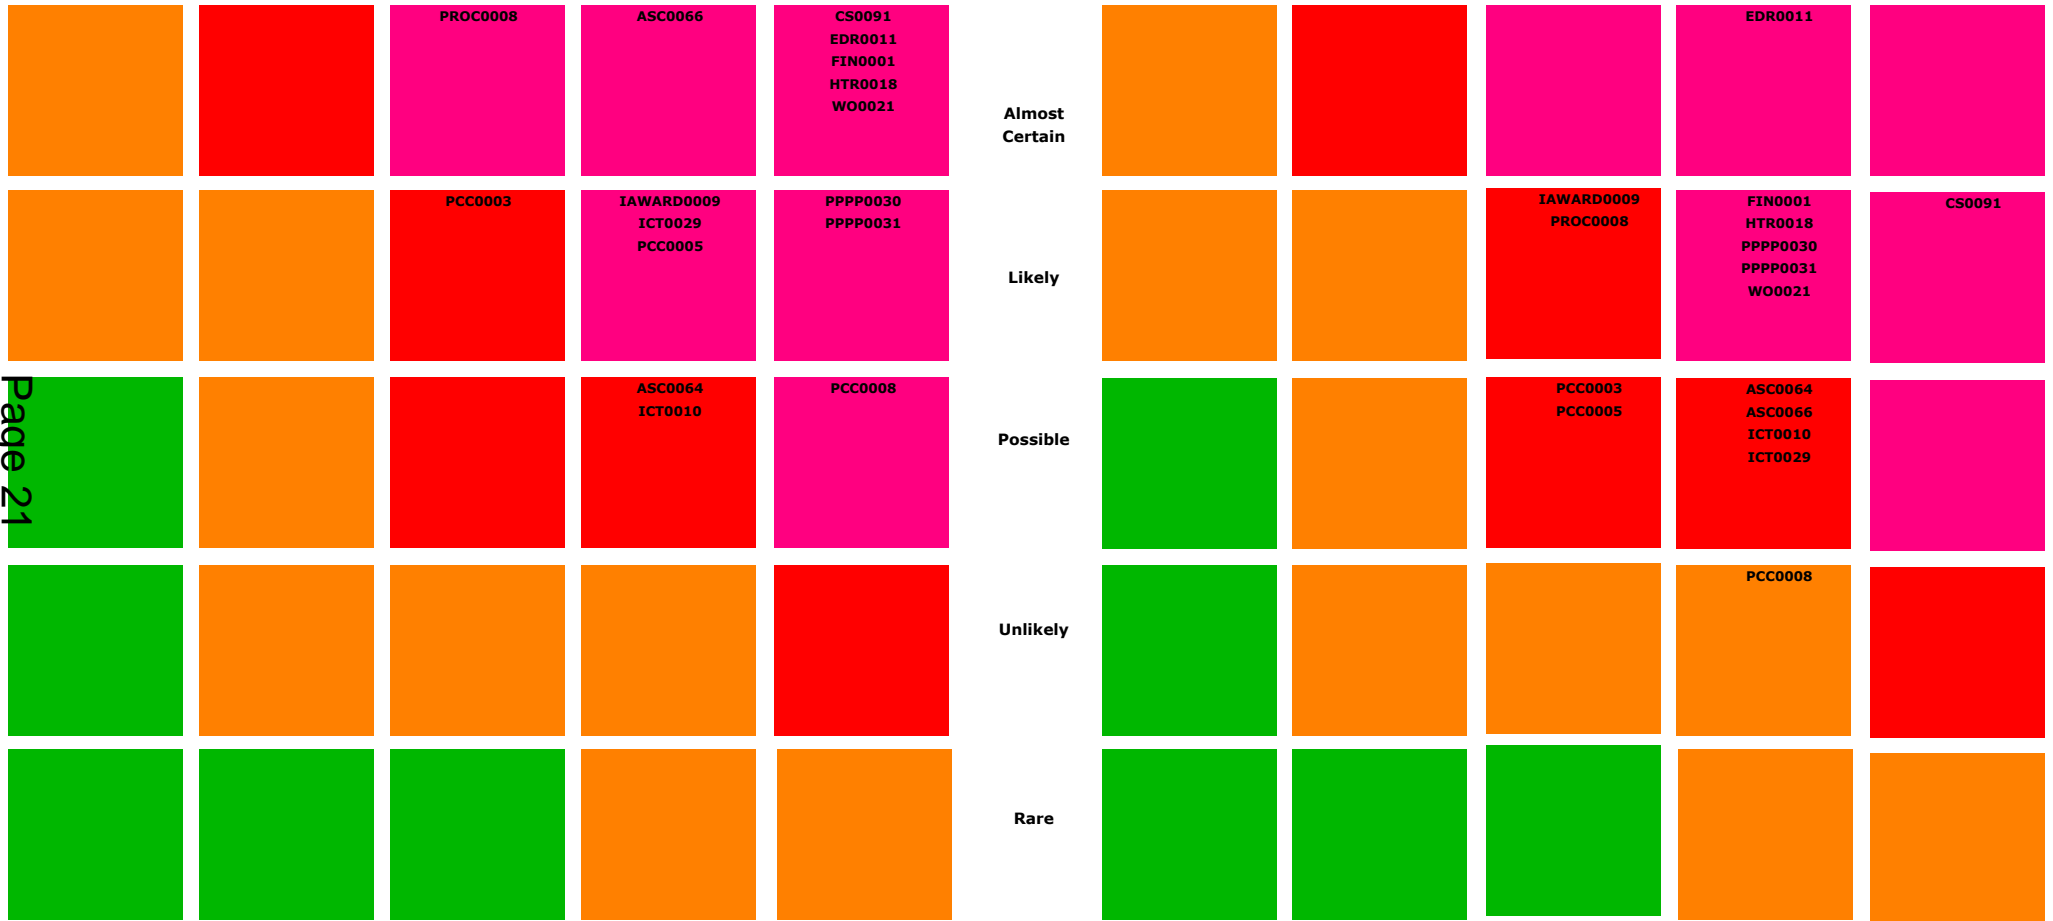 PROC0008
ASC0066
CS0091
EDR0011
FIN0001
HTR0018
WO0021
Almost
Certain
EDR0011
PCC0003
IAWARD0009
ICT0029
PCC0005
PPPP0030
PPPP0031
Likely
IAWARD0009
PROC0008
FIN0001
HTR0018
PPPP0030
PPPP0031
WO0021
CS0091
Page 21
ASC0064
ICT0010
PCC0008
Possible
PCC0003
PCC0005
ASC0064
ASC0066
ICT0010
ICT0029
Unlikely
PCC0008
Rare